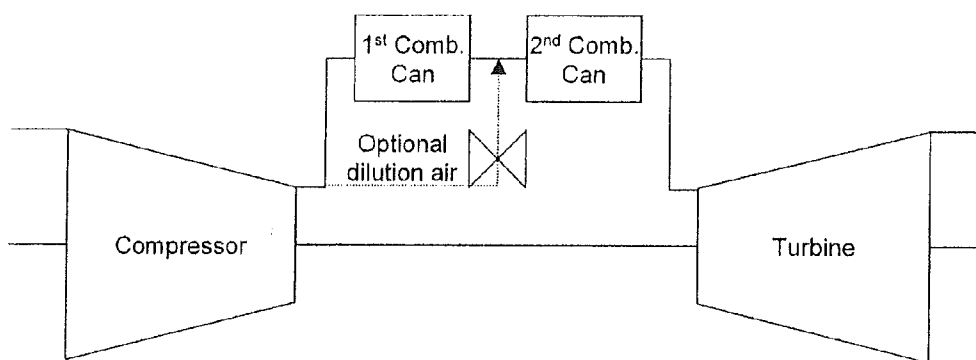 1st Comb.
Can
2nd Comb.
Can
Optional
dilution air
Compressor
Turbine